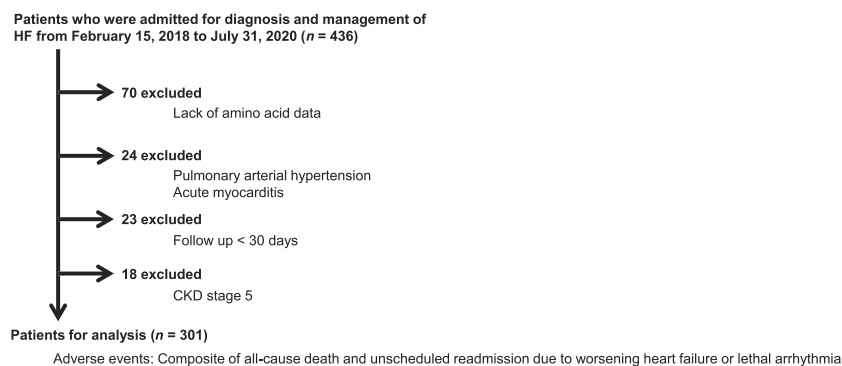 Patients who were admitted for diagnosis and management of
HF from February 15, 2018 to July 31, 2020 (n = 436)
70 excluded
Lack of amino acid data
24 excluded
Pulmonary arterial hypertension
Acute myocarditis
23 excluded
Follow up < 30 days
18 excluded
CKD stage 5
Patients for analysis (n = 301)
Adverse events: Composite of all-cause death and unscheduled readmission due to worsening heart failure or lethal arrhythmia